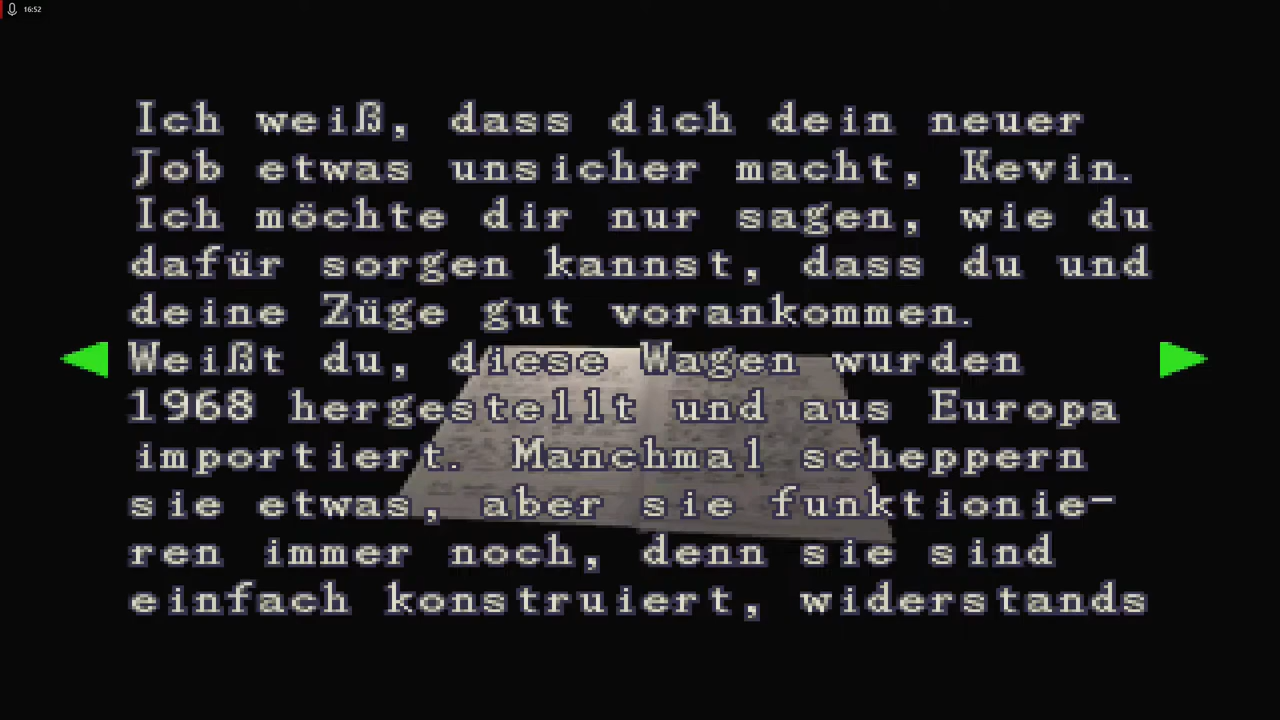 16:52
Ich weiß, dass dich dein neuer
Job etwas unsicher macht, Kevin.
Ich möchte dir nur sagen, wie du
dafür sorgen kannst, dass du und
deine Züge gut vorankommen.
Weißt du, diese Wagen wurden
1968 hergestellt und aus Europa
importiert. Manchmal scheppern
sie etwas, aber sie funktionie-
ren immer noch, denn sie sind
einfach konstruiert, widerstands